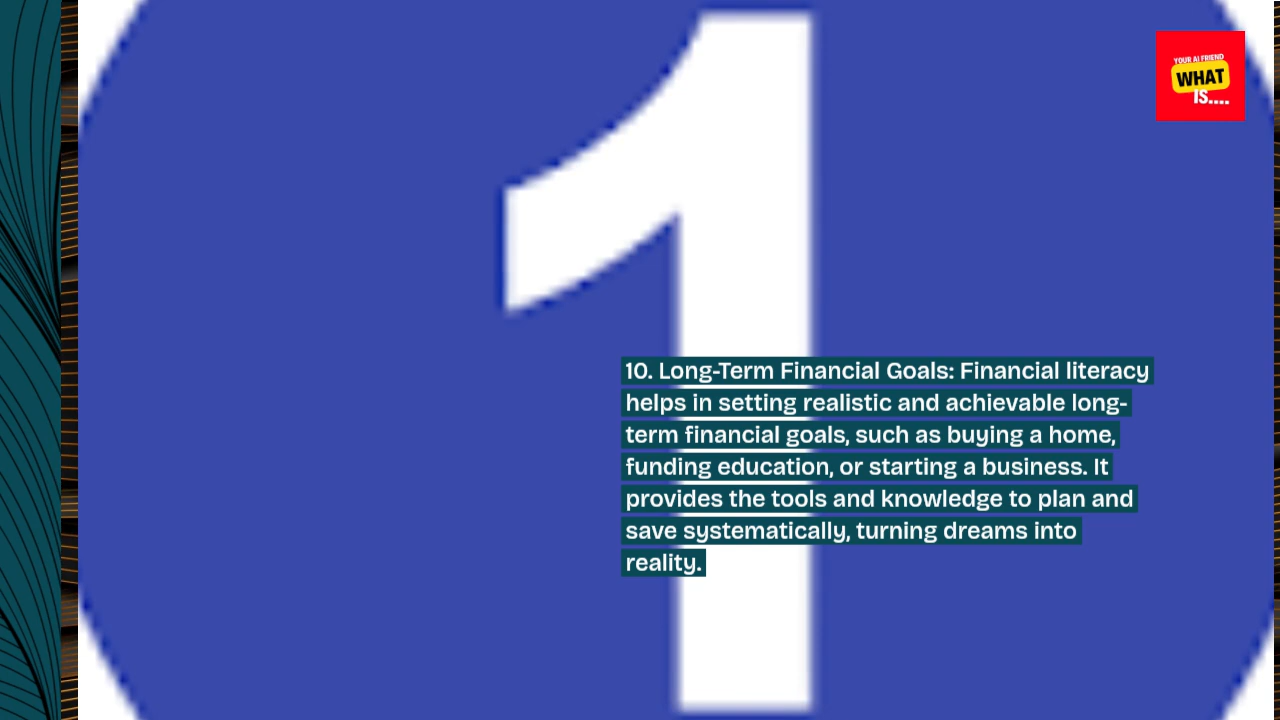 1
YOUR AI FRIEND
WHAT
IS....
10. Long-Term Financial Goals: Financial literacy
helps in setting realistic and achievable long-
term financial goals, such as buying a home,
funding education, or starting a business. It
provides the tools and knowledge to plan and
save systematically, turning dreams into
reality.